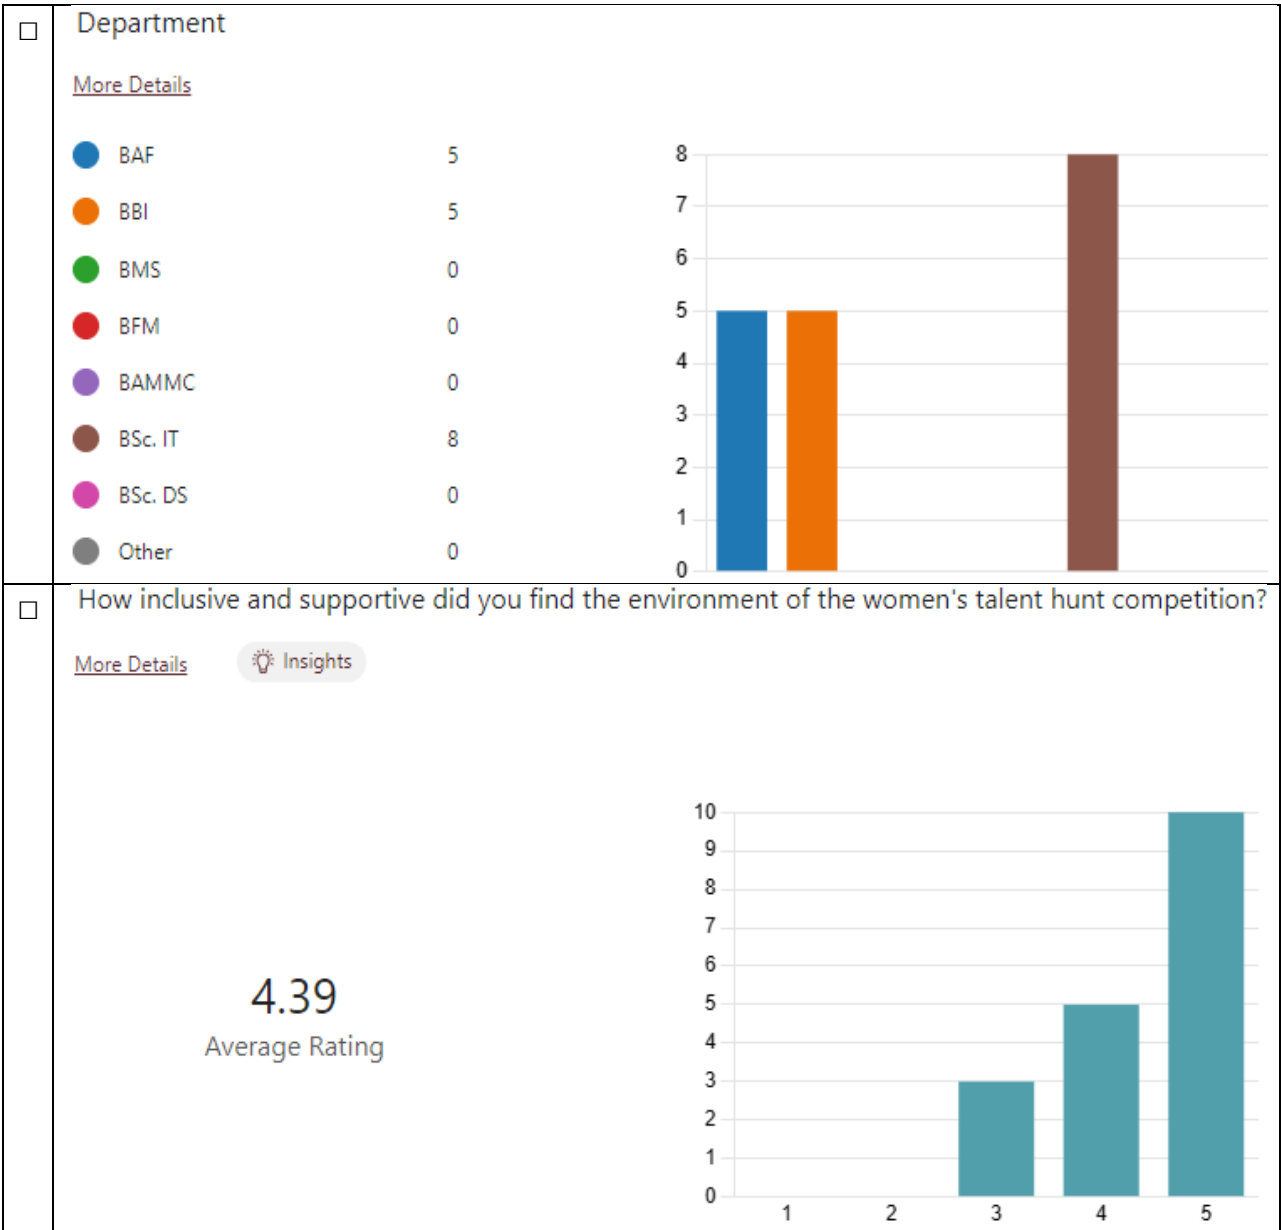 Department
More Details
BAF 5
BBI 5
BMS 0
BFM 0
BAMMC 0
BSc. IT 8
BSc. DS 0
Other 0
8
7
6
5
4
3
2
1
0
How inclusive and supportive did you find the environment of the women's talent hunt competition?
More Details
Insights
4.39
Average Rating
10
9
8
7
6
5
4
3
2
1
0
1 2 3 4 5